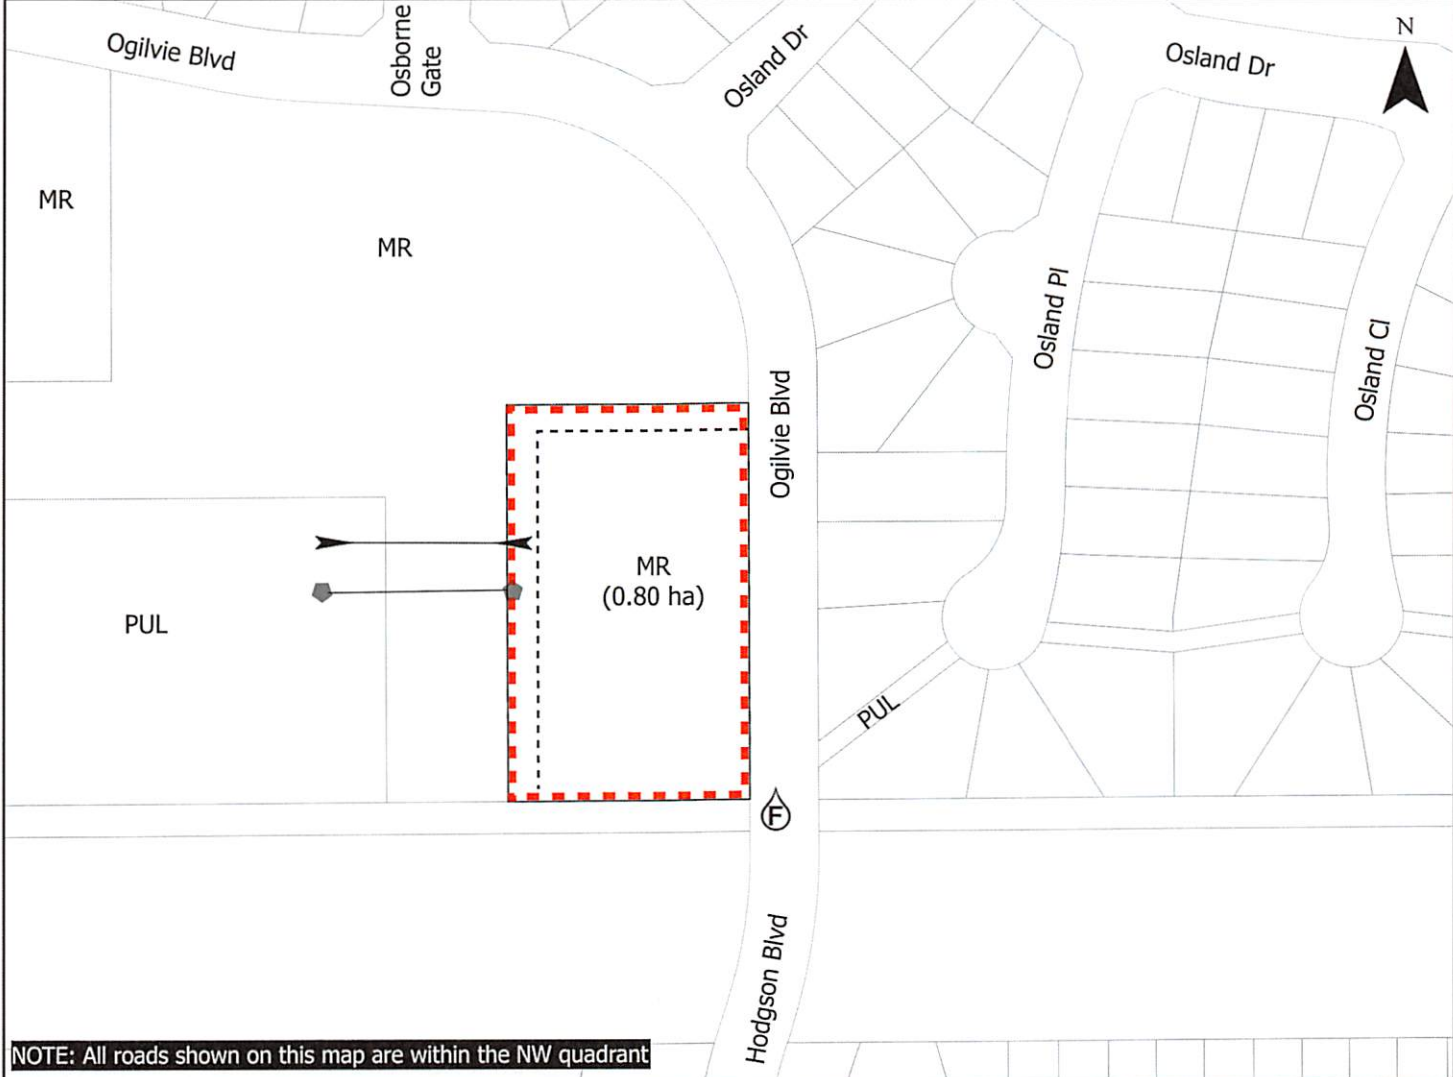 Ogilvie Blvd
Osborne
Gate
Osland Dr
Osland Dr
N
MR
MR
Osland Pl
Osland Cl
Ogilvie Blvd
MR
(0.80 ha)
PUL
PUL
F
Hodgson Blvd
NOTE: All roads shown on this map are within the NW quadrant